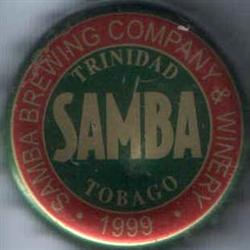 SAMBA BREWING COMPANY & WINERY
TRINIDAD
SAMBA
TOBAGO
· 1999 ·